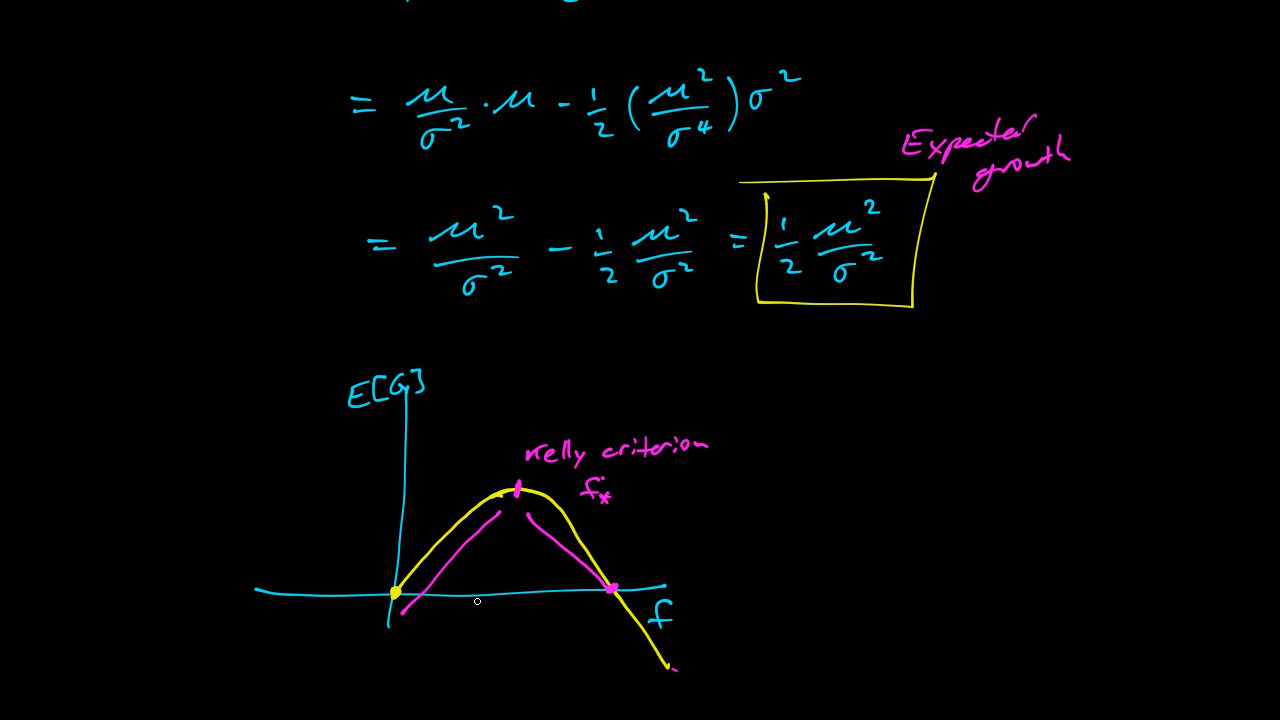 = μ/σ² · μ - 1/2 (μ²/σ⁴) σ²
Expected
growth
= μ²/σ² - 1/2 μ²/σ² = 1/2 μ²/σ²
E[G]
Kelly criterion
f*
f